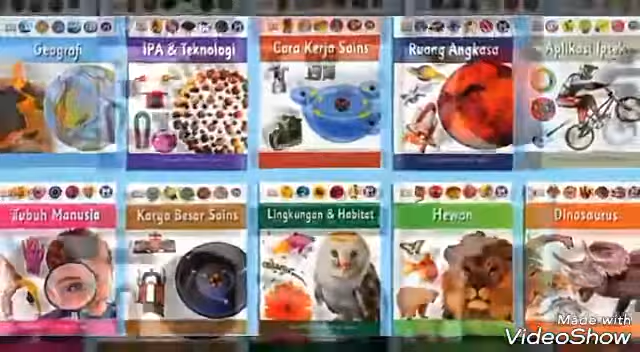 Geografi
IPA & Teknologi
Cara Kerja Sains
Ruang Angkasa
Aplikasi Iptek
Tubuh Manusia
Karya Besar Sains
Lingkungan & Habitat
Hewan
Dinosaurus
Made with
VideoShow